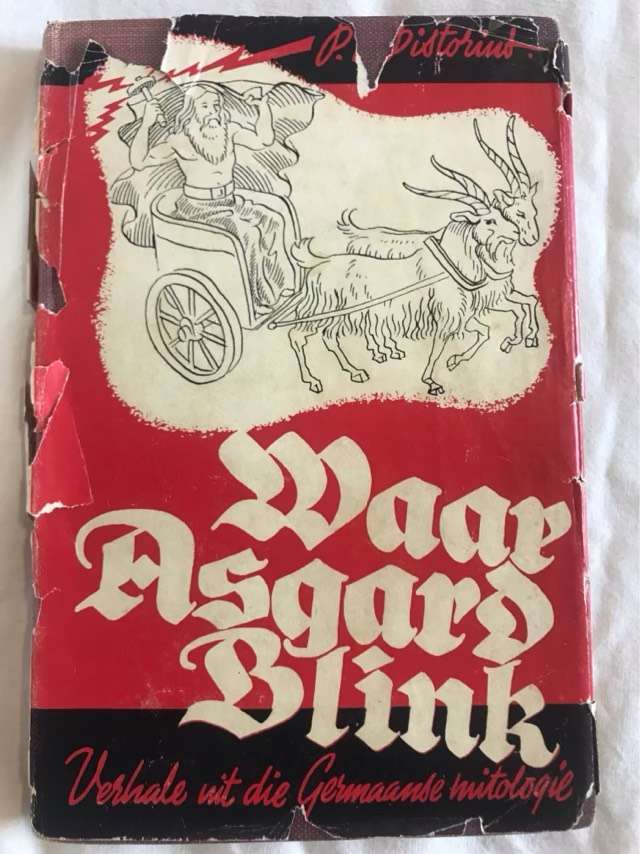 P. Pistorius.
Waar
Asgard
Blink
Verhale uit die Germaanse mitologie